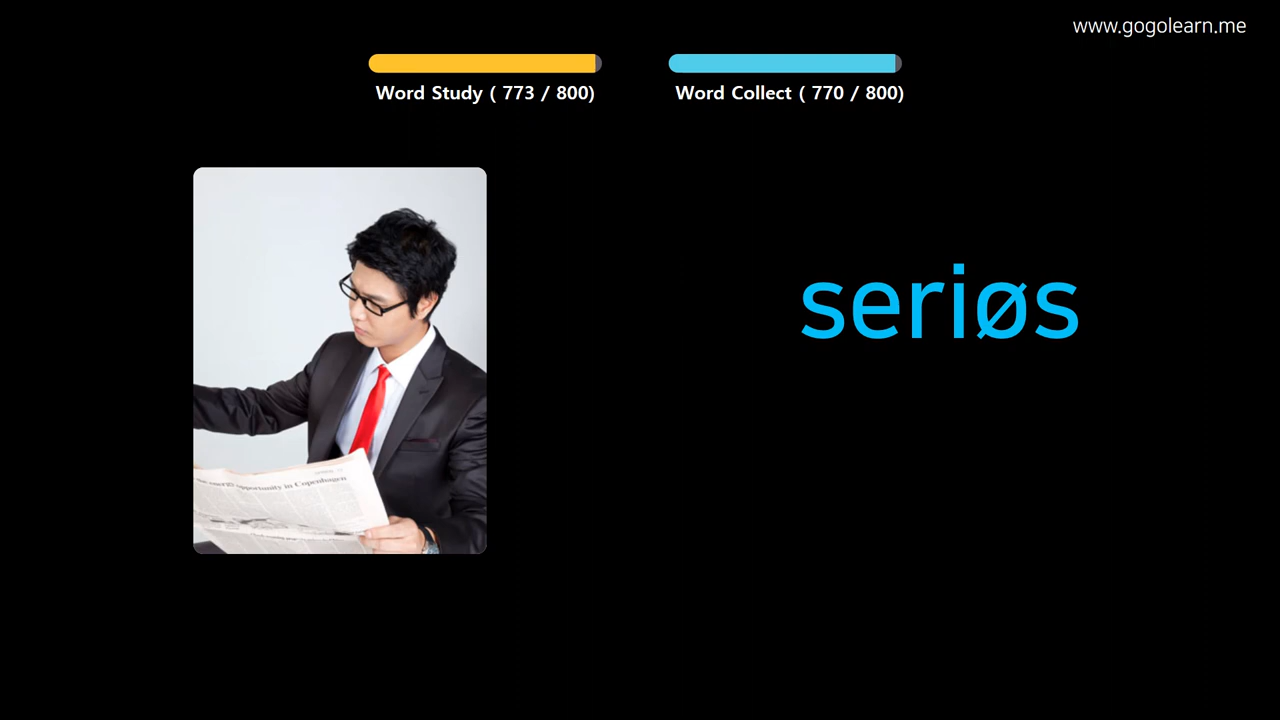 www.gogolearn.me
Word Study ( 773 / 800)
Word Collect ( 770 / 800)
seriøs
opportunity in Copenhagen